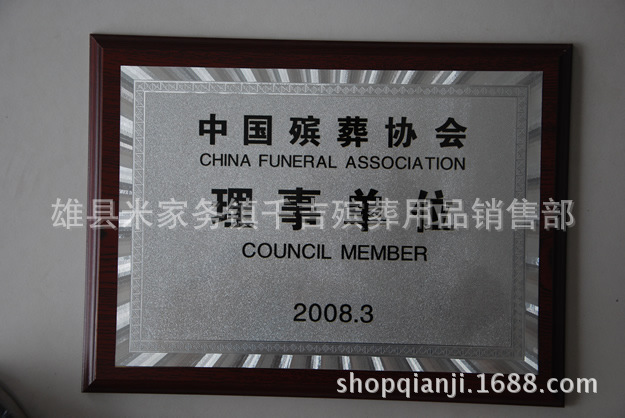 中国殡葬协会
CHINA FUNERAL ASSOCIATION
理事单位
雄县米家务镇千吉殡葬用品销售部
COUNCIL MEMBER
2008.3
shopqianji.1688.com